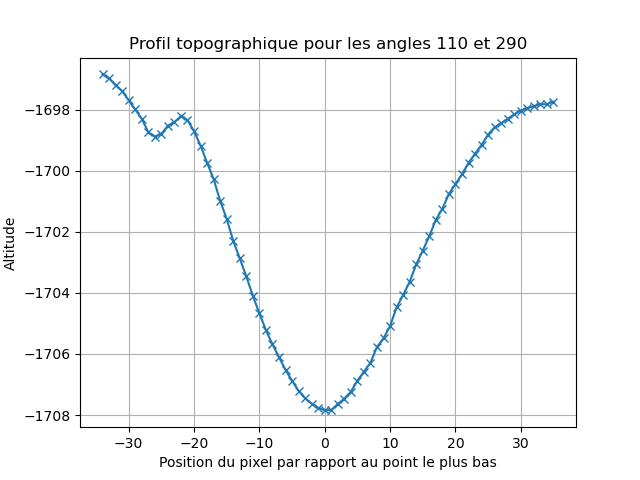 Profil topographique pour les angles 110 et 290
Altitude
−1698
−1700
−1702
−1704
−1706
−1708
−30 −20 −10 0 10 20 30
Position du pixel par rapport au point le plus bas